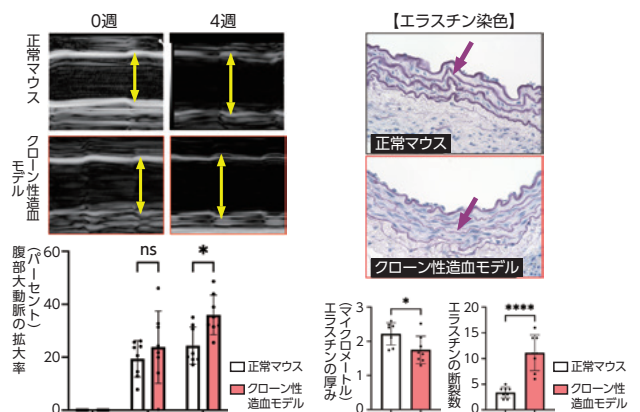 0週
4週
【エラスチン染色】
正常マウス
クローン性造血
モデル
正常マウス
クローン性造血モデル
腹部大動脈の拡大率
(パーセント)
60
40
20
0
ns
*
正常マウス
クローン性
造血モデル
エラスチンの厚み
(マイクロメートル)
3
2
1
0
*
エラスチンの断裂数
20
15
10
5
0
****
正常マウス
クローン性
造血モデル